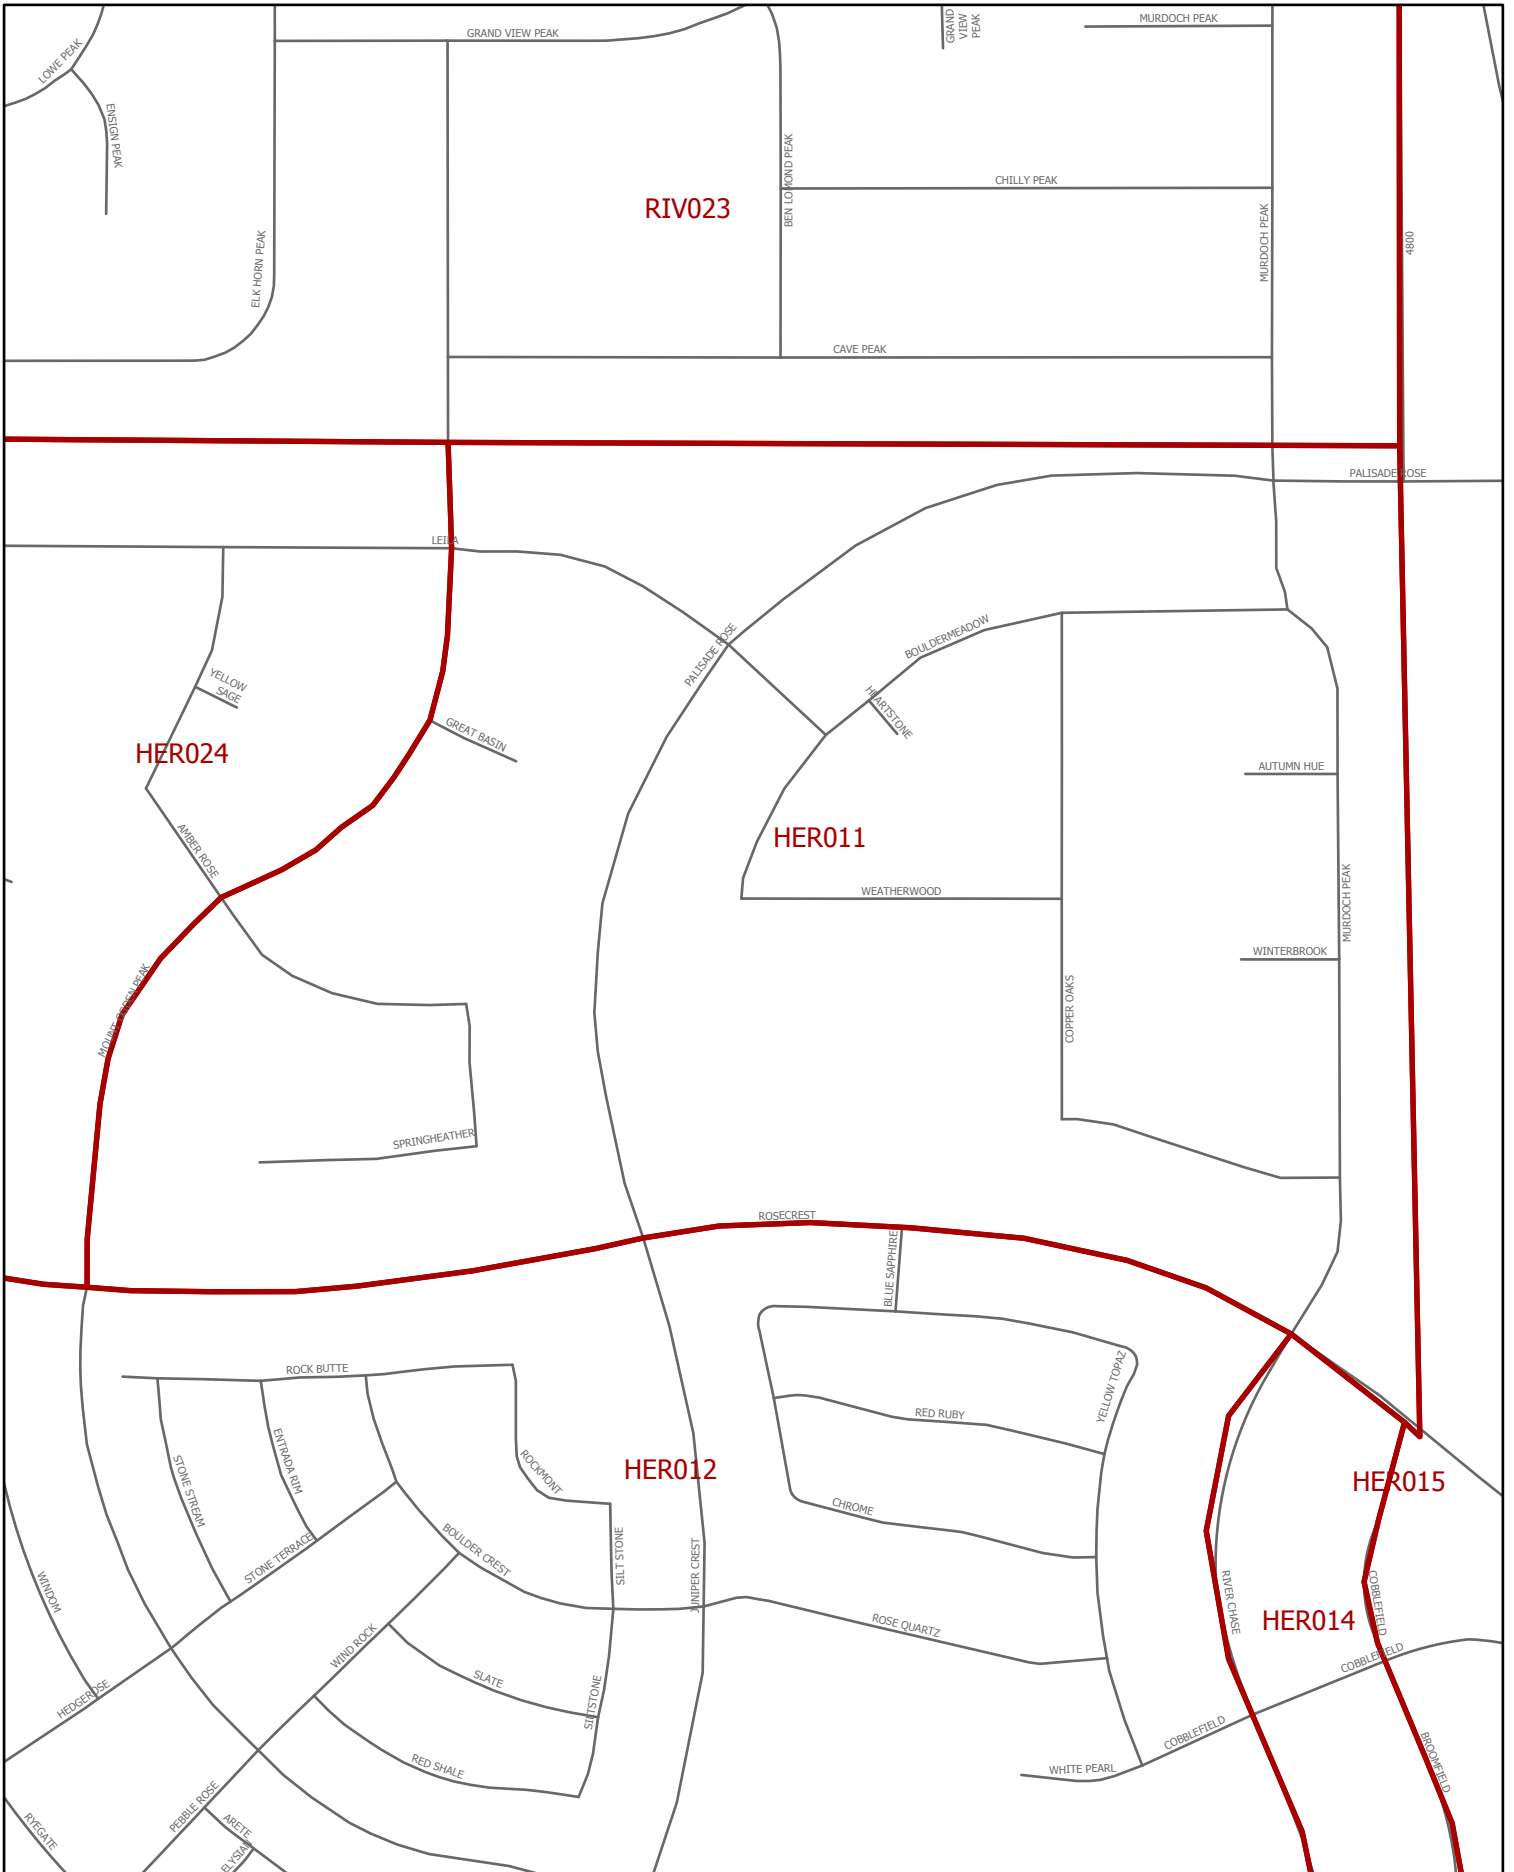 GRAND VIEW PEAK
GRAND
VIEW
PEAK
MURDOCH PEAK
LOWE PEAK
ENSIGN PEAK
BEN LOMOND PEAK
CHILLY PEAK
RIV023
ELK HORN PEAK
MURDOCH PEAK
4800
CAVE PEAK
PALISADE ROSE
LEILA
PALISADE ROSE
BOULDERMEADOW
YELLOW
SAGE
HEARTSTONE
GREAT BASIN
HER024
AUTUMN HUE
HER011
AMBER ROSE
WEATHERWOOD
MURDOCH PEAK
WINTERBROOK
MOUNT OGDEN PEAK
COPPER OAKS
SPRINGHEATHER
ROSECREST
BLUE SAPPHIRE
ROCK BUTTE
YELLOW TOPAZ
RED RUBY
ENTRADA RIM
STONE STREAM
ROCKMONT
HER012
HER015
CHROME
BOULDER CREST
STONE TERRACE
SILT STONE
JUNIPER CREST
WINDOM
RIVER CHASE
COBBLEFIELD
HER014
ROSE QUARTZ
WIND ROCK
COBBLEFIELD
SLATE
HEDGEROSE
SILTSTONE
COBBLEFIELD
RED SHALE
WHITE PEARL
BROOMFIELD
PEBBLE ROSE
ARETE
RYEGATE
ELYSIAN